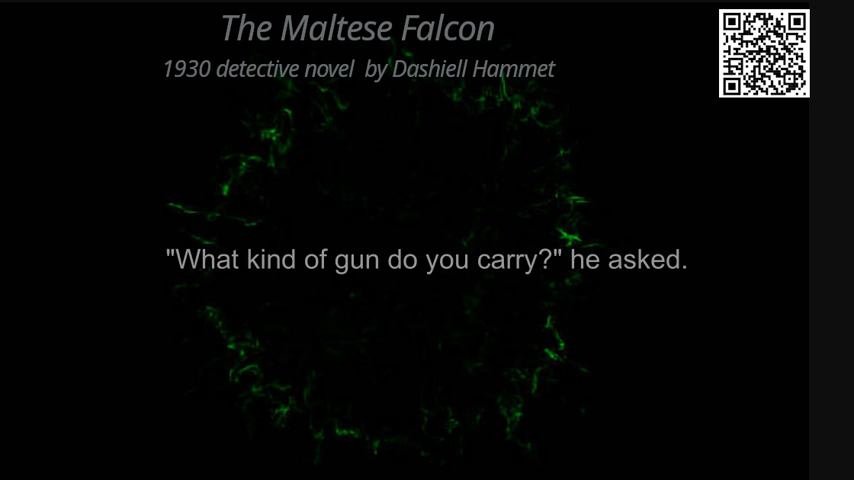 The Maltese Falcon
1930 detective novel by Dashiell Hammet
"What kind of gun do you carry?" he asked.